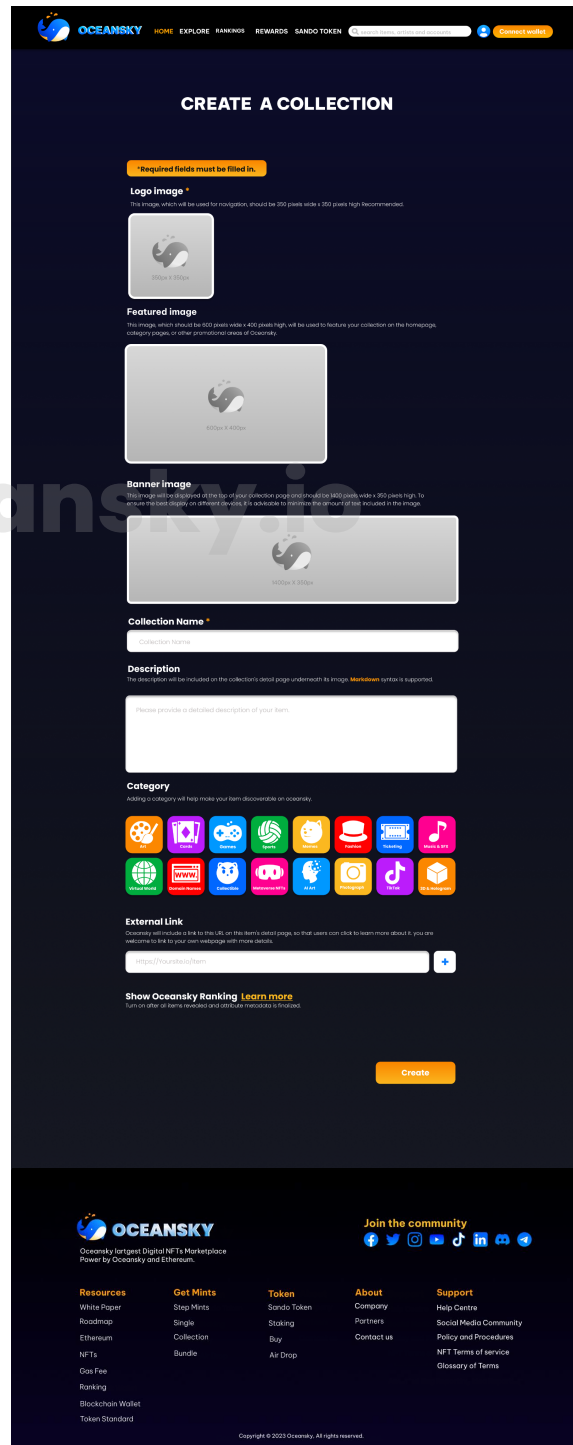 OCEANSKY
HOME EXPLORE RANKINGS REWARDS SANDO TOKEN
search items, artists and accounts
Connect wallet
CREATE A COLLECTION
*Required fields must be filled in.
Logo image *
This image, which will be used for navigation, should be 350 pixels wide x 350 pixels high Recommended.
350px X 350px
Featured image
This image, which should be 600 pixels wide x 400 pixels high, will be used to feature your collection on the homepage,
category pages, or other promotional areas of Oceansky.
600px X 400px
ansky.io
Banner image
This image will be displayed at the top of your collection page and should be 1400 pixels wide x 350 pixels high. To
ensure the best display on different devices, it is advisable to minimize the amount of text included in the image.
1400px X 350px
Collection Name *
Collection Name
Description
The description will be included on the collection's detail page underneath its image. Markdown syntax is supported.
Please provide a detailed description of your item.
Category
Adding a category will help make your item discoverable on oceansky.
Art Cards Games Sports Memes Fashion Ticketing Music & SFX
WWW.
Virtual World Domain Names Collectible Metaverse NFTs AI Art Photograph TikTok 3D & Hologram
External Link
Oceansky will include a link to this URL on this item's detail page, so that users can click to learn more about it. you are
welcome to link to your own webpage with more details.
Https://Yoursite.io/item
+
Show Oceansky Ranking Learn more
Turn on after all items revealed and attribute metadata is finalized.
Create
OCEANSKY
Oceansky lartgest Digital NFTs Marketplace
Power by Oceansky and Ethereum.
Join the community
Resources
White Paper
Roadmap
Ethereum
NFTs
Gas Fee
Ranking
Blockchain Wallet
Token Standard
Get Mints
Step Mints
Single
Collection
Bundle
Token
Sando Token
Staking
Buy
Air Drop
About
Company
Partners
Contact us
Support
Help Centre
Social Media Community
Policy and Procedures
NFT Terms of service
Glossary of Terms
Copyright © 2023 Oceansky, All rights reserved.